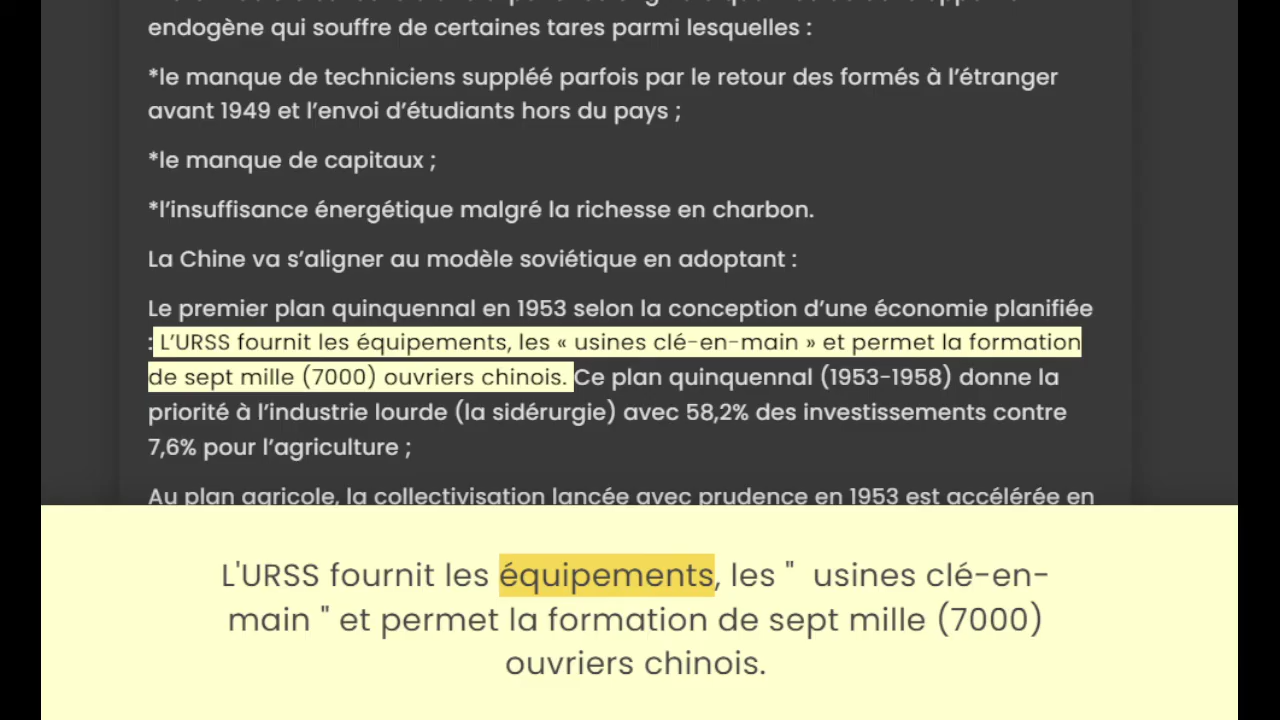 endogène qui souffre de certaines tares parmi lesquelles :
*le manque de techniciens suppléé parfois par le retour des formés à l’étranger
avant 1949 et l’envoi d’étudiants hors du pays ;
*le manque de capitaux ;
*l’insuffisance énergétique malgré la richesse en charbon.
La Chine va s’aligner au modèle soviétique en adoptant :
Le premier plan quinquennal en 1953 selon la conception d’une économie planifiée
: L’URSS fournit les équipements, les « usines clé-en-main » et permet la formation
de sept mille (7000) ouvriers chinois. Ce plan quinquennal (1953-1958) donne la
priorité à l’industrie lourde (la sidérurgie) avec 58,2% des investissements contre
7,6% pour l’agriculture ;
Au plan agricole, la collectivisation lancée avec prudence en 1953 est accélérée en
L'URSS fournit les équipements, les "  usines clé-en-
main " et permet la formation de sept mille (7000)
ouvriers chinois.